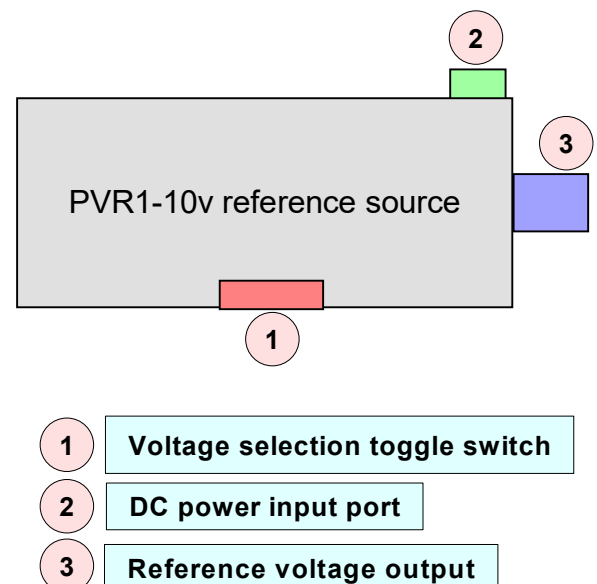 2
3
PVR1-10v reference source
1
1 Voltage selection toggle switch
2 DC power input port
3 Reference voltage output